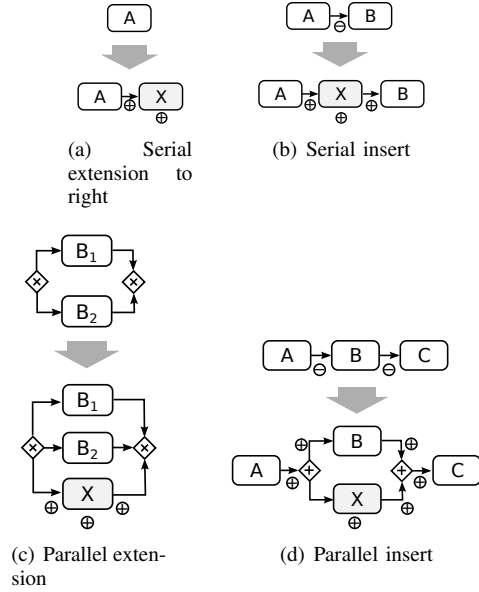 A
A → B
⊖
A → X
⊕
⊕
A → X → B
⊕ ⊕
⊕
(a) Serial
extension to
right
(b) Serial insert
B1
×
×
B2
A → B → C
⊖ ⊖
B1
×
B2
×
X
⊕ ⊕
⊕
B
⊕ ⊕
A
+
+
C
⊕ ⊕
X
⊕ ⊕
⊕
(c) Parallel exten-
sion
(d) Parallel insert